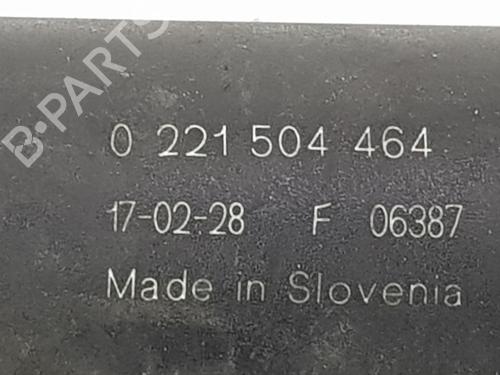 B-PARTS
0 221 504 464
17-02-28 F 06387
Made in Slovenia